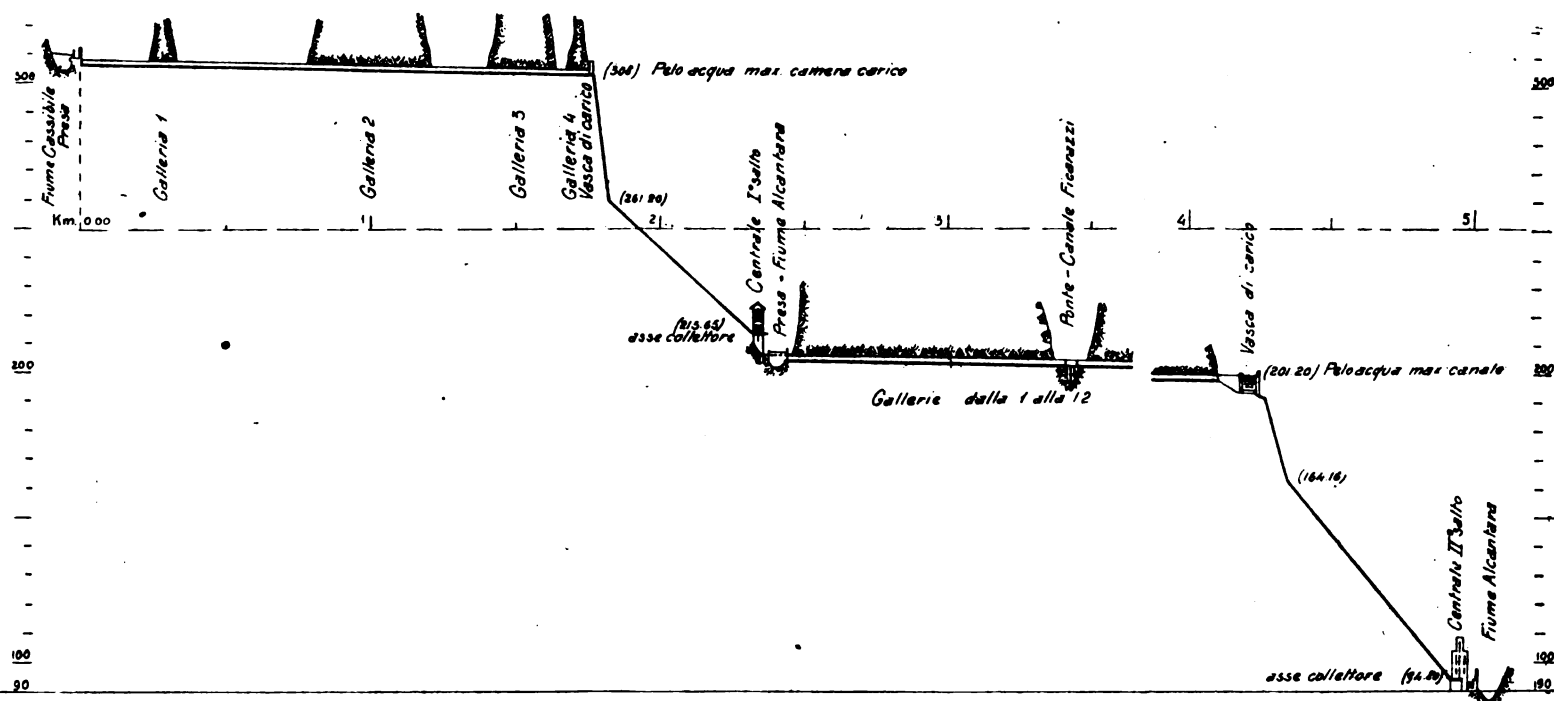 300
300
(308) Pelo acqua max. camera carico
Fiume Cassibile
Presa
Galleria 1
Galleria 2
Galleria 3
Galleria 4
Vasca di carico
(261.20)
Km. 0.00
1
2
3
4
5
Centrale I° salto
Presa - Fiume Alcantara
Ponte-Canale Ficarazzi
Vasca di carico
(213.65)
asse collettore
200
200
(201.20) Pelo acqua max canale
Gallerie dalla 1 alla 12
(164.16)
Centrale II° salto
Fiume Alcantara
100
100
asse collettore
90